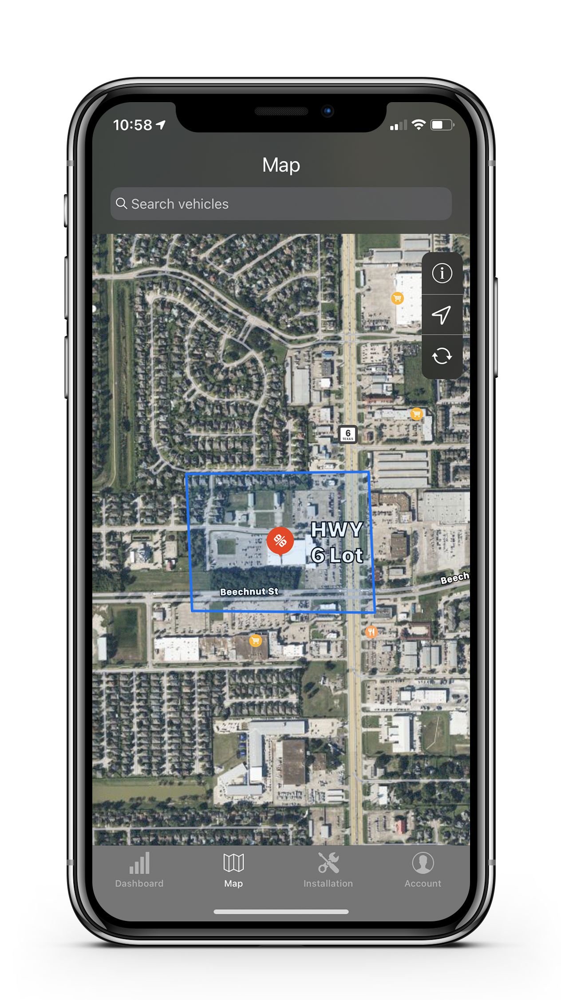 10:58
Map
Search vehicles
6
TEXAS
HWY
6 Lot
Beech
Beechnut St
Dashboard
Map
Installation
Account